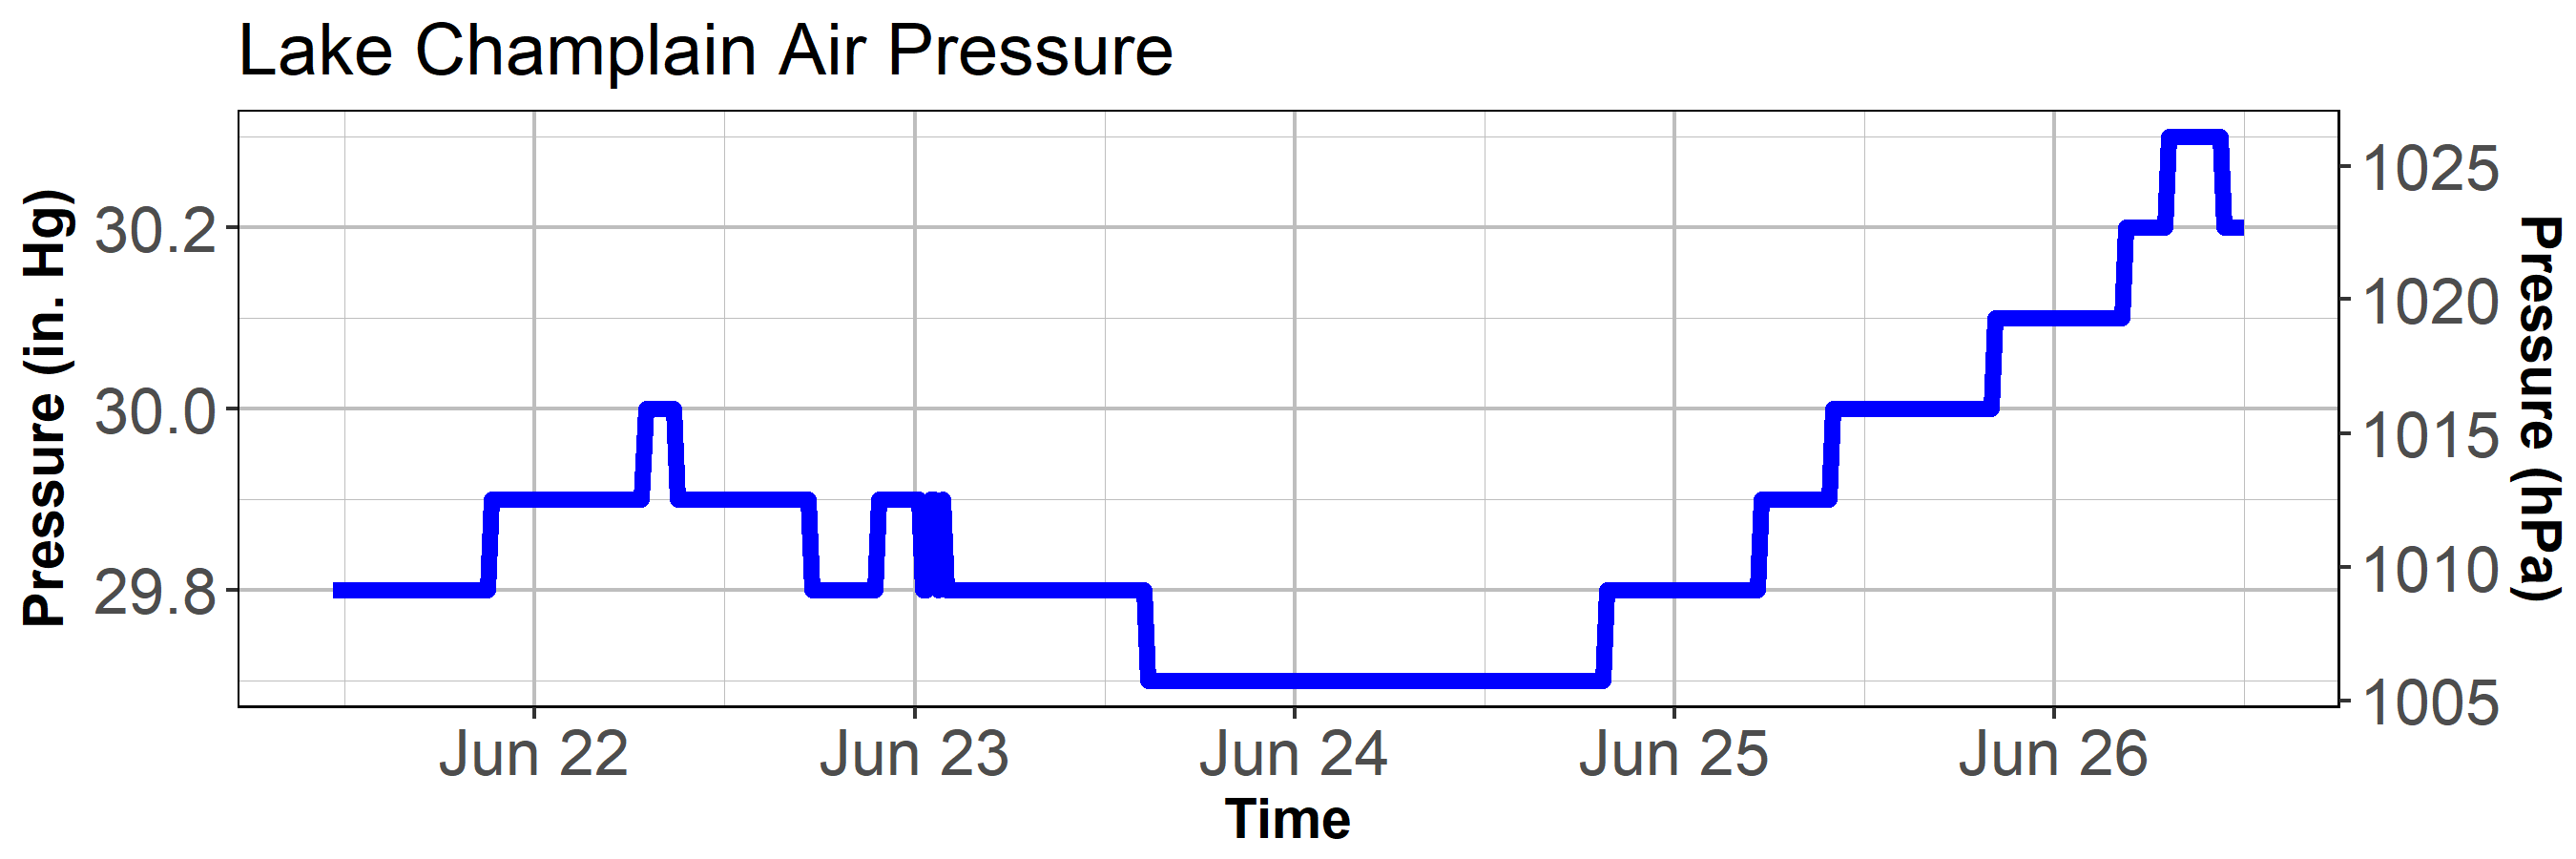 Lake Champlain Air Pressure
Pressure (in. Hg)
30.2
30.0
29.8
1025
1020
1015
1010
1005
Pressure (hPa)
Jun 22 Jun 23 Jun 24 Jun 25 Jun 26
Time